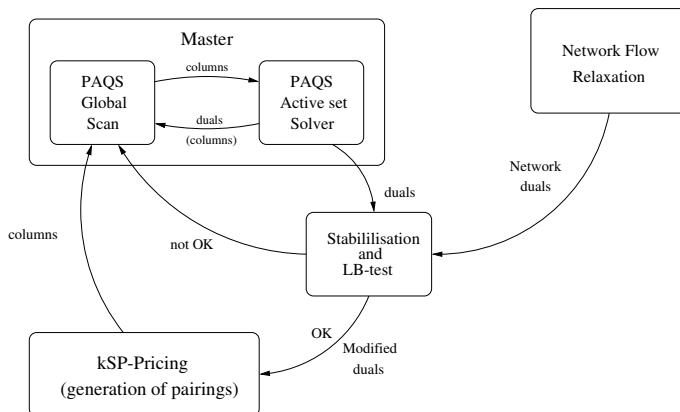 Master
PAQS
Global
Scan
columns
duals
(columns)
PAQS
Active set
Solver
Network Flow
Relaxation
Network
duals
duals
Stabililisation
and
LB-test
not OK
columns
OK
Modified
duals
kSP-Pricing
(generation of pairings)